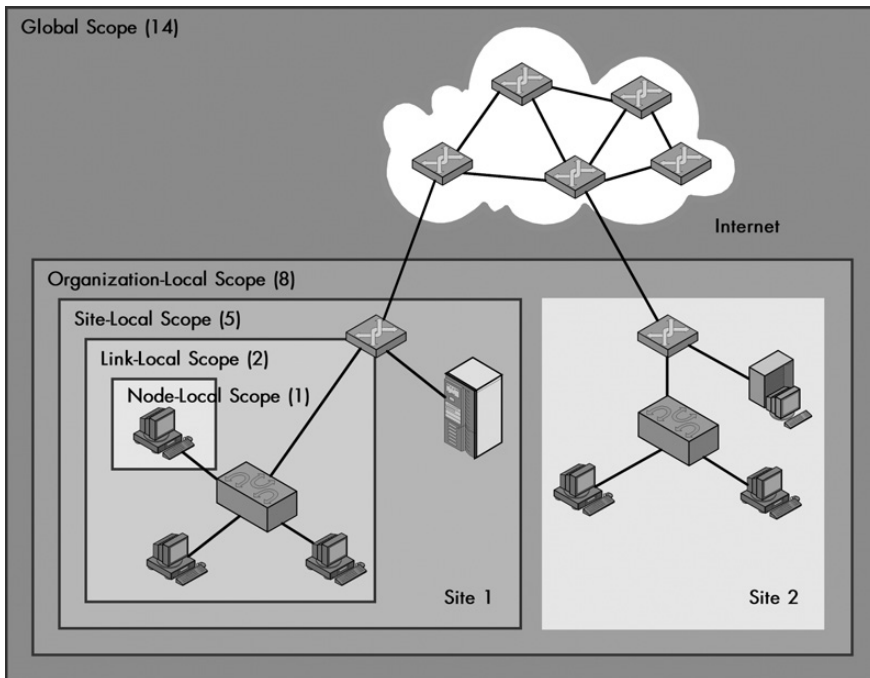 Global Scope (14)
Internet
Organization-Local Scope (8)
Site-Local Scope (5)
Link-Local Scope (2)
Node-Local Scope (1)
Site 1
Site 2